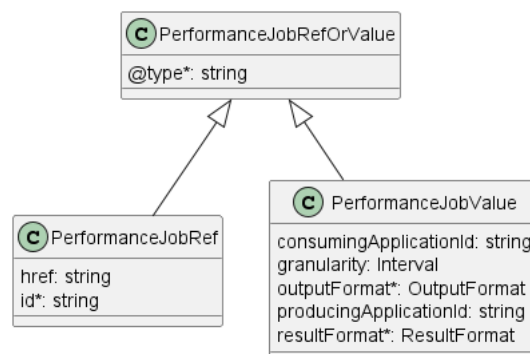 C PerformanceJobRefOrValue
@type*: string
C PerformanceJobRef
href: string
id*: string
C PerformanceJobValue
consumingApplicationId: string
granularity: Interval
outputFormat*: OutputFormat
producingApplicationId: string
resultFormat*: ResultFormat